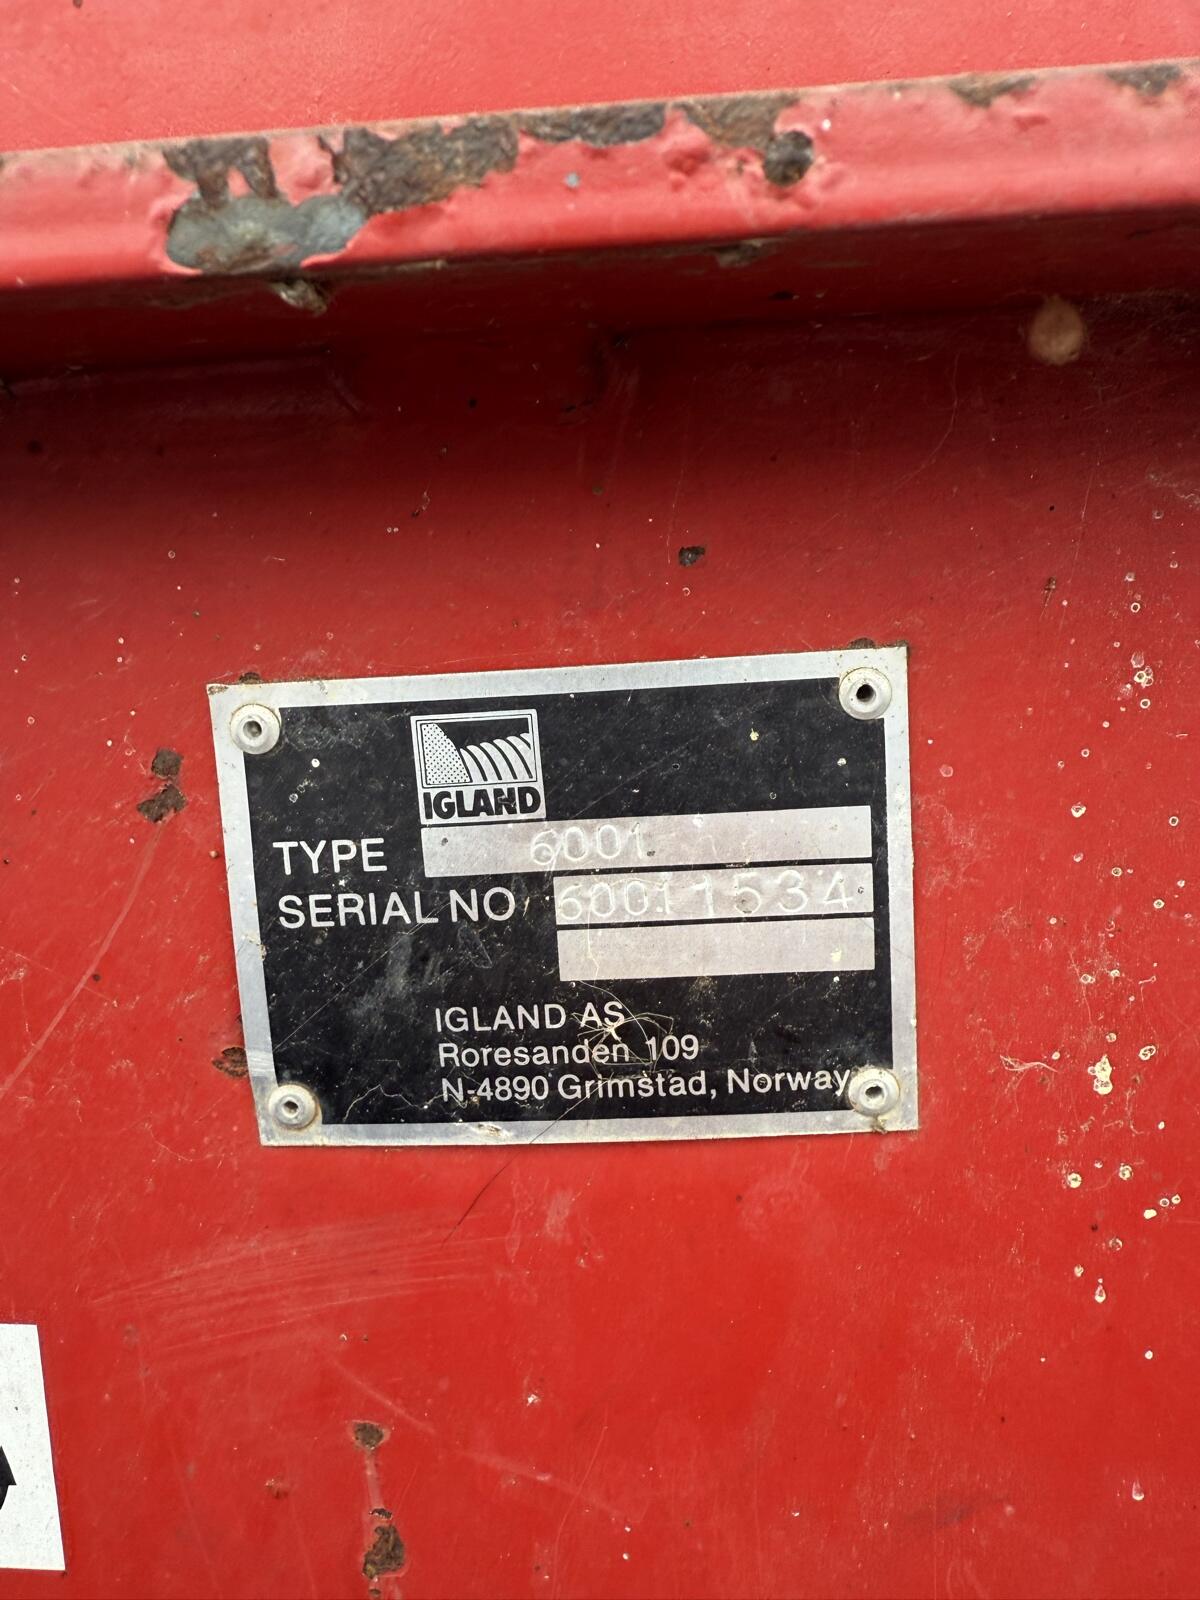 IGLAND
TYPE 6001
SERIAL NO 60011534
IGLAND AS
Roresanden 109
N-4890 Grimstad, Norway